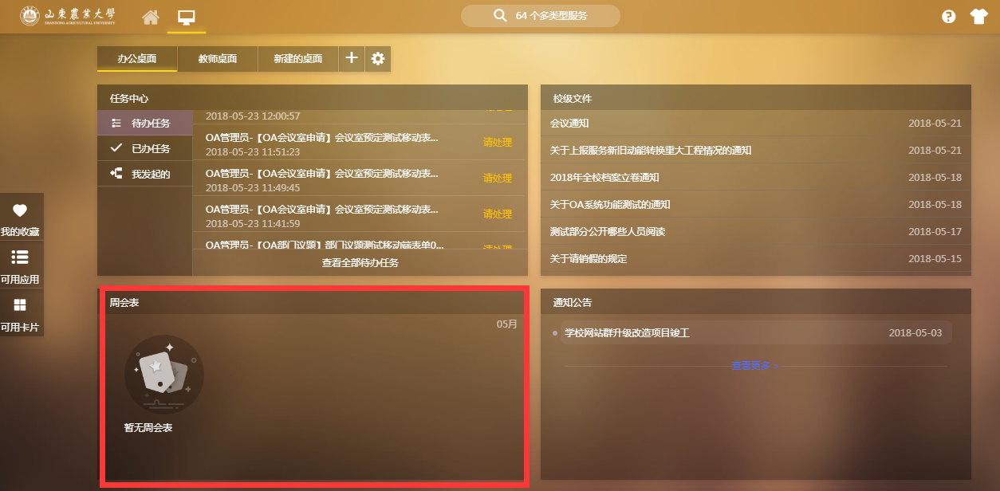 山東農業大學
SHANDONG AGRICULTURAL UNIVERSITY
64 个多类型服务
?
办公桌面
教师桌面
新建的桌面
任务中心
待办任务
已办任务
我发起的
2018-05-23 12:00:57
OA管理员-【OA会议室申请】会议室预定测试移动表...
2018-05-23 11:51:23
请处理
OA管理员-【OA会议室申请】会议室预定测试移动表...
2018-05-23 11:49:45
请处理
OA管理员-【OA会议室申请】会议室预定测试移动表...
2018-05-23 11:41:59
请处理
OA管理员-【OA部门议题】部门议题测试移动端表单0...
请处理
查看全部待办任务
校级文件
会议通知 2018-05-21
关于上报服务新旧动能转换重大工程情况的通知 2018-05-21
2018年全校档案立卷通知 2018-05-18
关于OA系统功能测试的通知 2018-05-18
测试部分公开哪些人员阅读 2018-05-17
关于请销假的规定 2018-05-15
我的收藏
可用应用
可用卡片
周会表
05月
暂无周会表
通知公告
学校网站群升级改造项目竣工 2018-05-03
查看更多 »